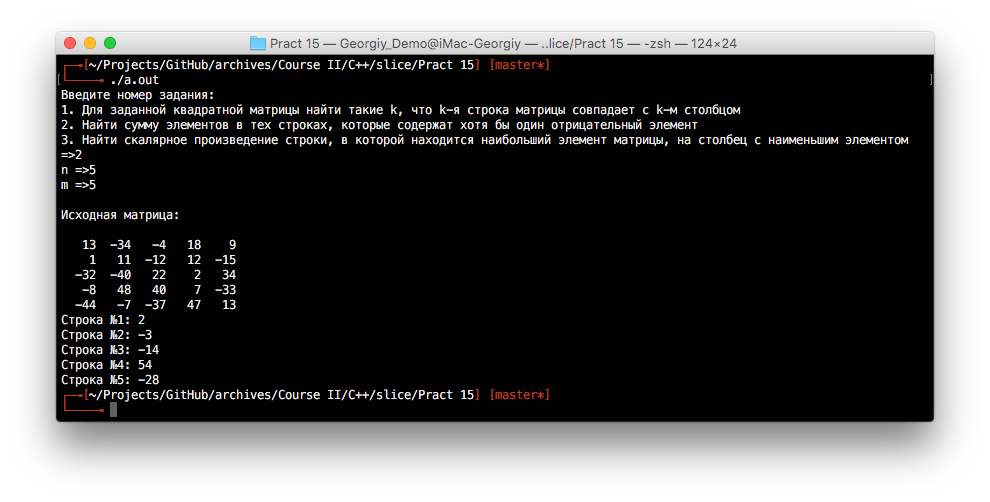 Pract 15 — Georgiy_Demo@iMac-Georgiy — ..lice/Pract 15 — -zsh — 124×24
[~/Projects/GitHub/archives/Course II/C++/slice/Pract 15] [master*]
./a.out
Введите номер задания:
1. Для заданной квадратной матрицы найти такие k, что k-я строка матрицы совпадает с k-м столбцом
2. Найти сумму элементов в тех строках, которые содержат хотя бы один отрицательный элемент
3. Найти скалярное произведение строки, в которой находится наибольший элемент матрицы, на столбец с наименьшим элементом
=>2
n =>5
m =>5
Исходная матрица:
13 -34 -4 18 9
1 11 -12 12 -15
-32 -40 22 2 34
-8 48 40 7 -33
-44 -7 -37 47 13
Строка №1: 2
Строка №2: -3
Строка №3: -14
Строка №4: 54
Строка №5: -28
[~/Projects/GitHub/archives/Course II/C++/slice/Pract 15] [master*]